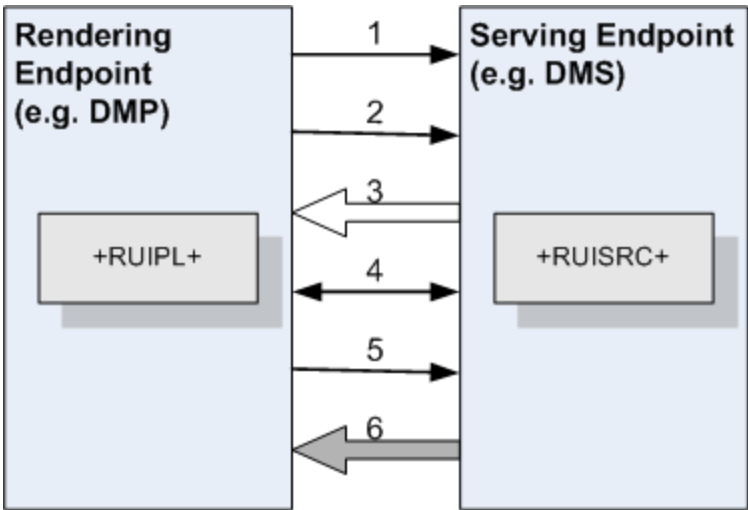 Rendering
Endpoint
(e.g. DMP)
+RUIPL+
1
2
3
4
5
6
Serving Endpoint
(e.g. DMS)
+RUISRC+